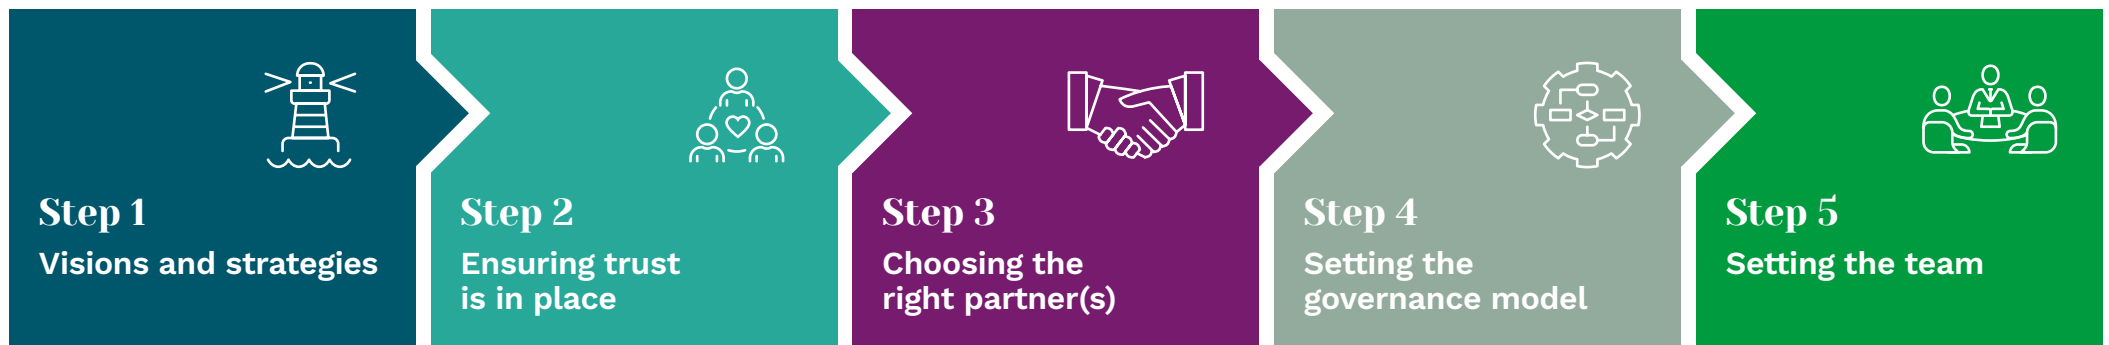 Step 1
Visions and strategies
Step 2
Ensuring trust
is in place
Step 3
Choosing the
right partner(s)
Step 4
Setting the
governance model
Step 5
Setting the team